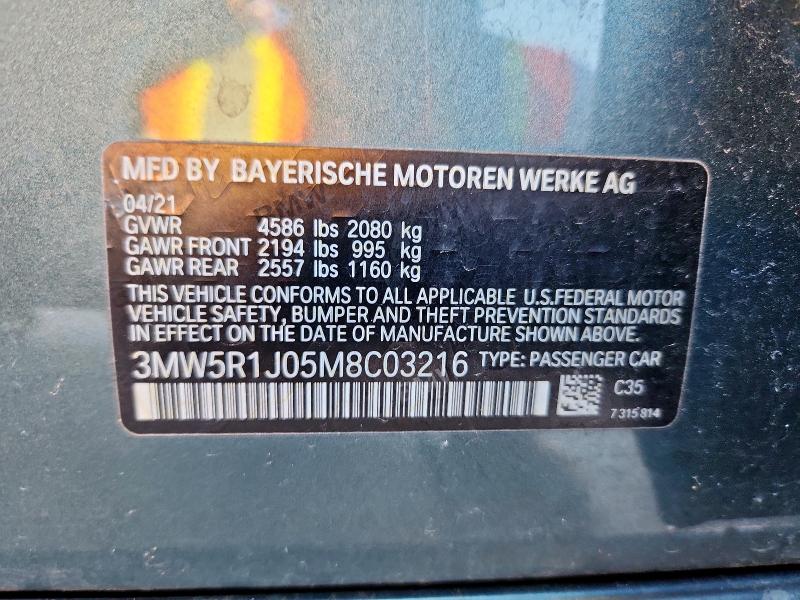 MFD BY BAYERISCHE MOTOREN WERKE AG
04/21
GVWR 4586 lbs 2080 kg
GAWR FRONT 2194 lbs 995 kg
GAWR REAR 2557 lbs 1160 kg
THIS VEHICLE CONFORMS TO ALL APPLICABLE U.S.FEDERAL MOTOR
VEHICLE SAFETY, BUMPER AND THEFT PREVENTION STANDARDS
IN EFFECT ON THE DATE OF MANUFACTURE SHOWN ABOVE.
3MW5R1J05M8C03216 TYPE: PASSENGER CAR
C35
7 315 814